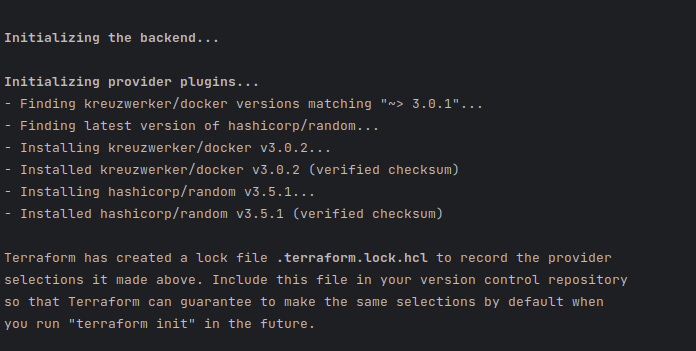 Initializing the backend...
Initializing provider plugins...
- Finding kreuzwerker/docker versions matching "~> 3.0.1"...
- Finding latest version of hashicorp/random...
- Installing kreuzwerker/docker v3.0.2...
- Installed kreuzwerker/docker v3.0.2 (verified checksum)
- Installing hashicorp/random v3.5.1...
- Installed hashicorp/random v3.5.1 (verified checksum)
Terraform has created a lock file .terraform.lock.hcl to record the provider
selections it made above. Include this file in your version control repository
so that Terraform can guarantee to make the same selections by default when
you run "terraform init" in the future.